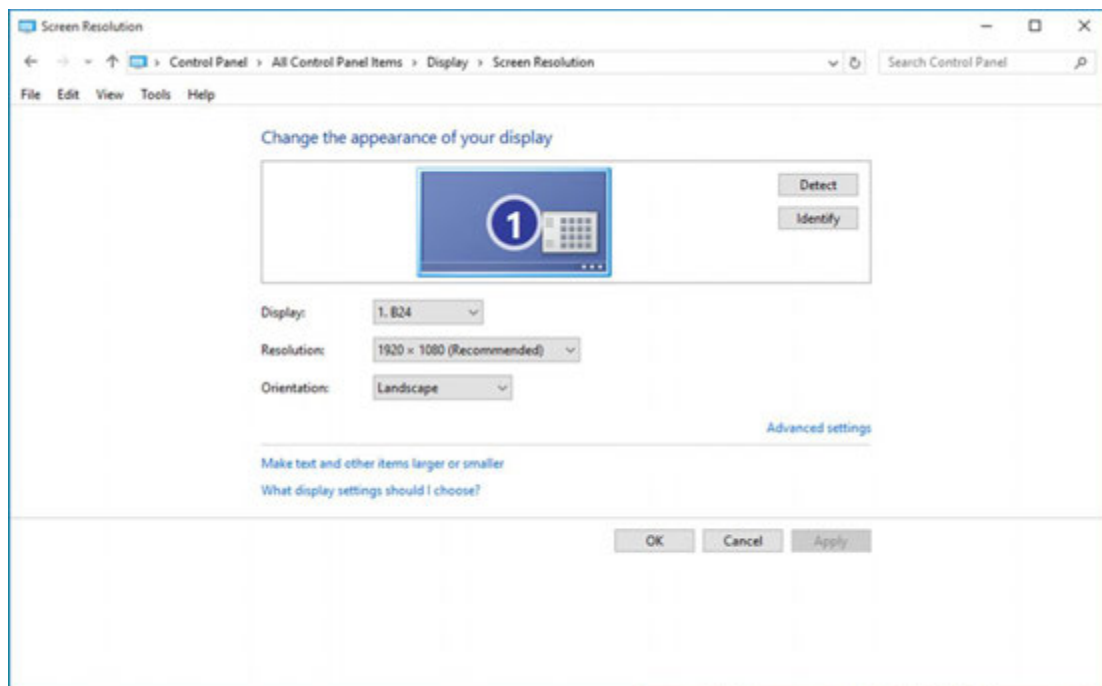 Screen Resolution
Control Panel > All Control Panel Items > Display > Screen Resolution
Search Control Panel
File Edit View Tools Help
Change the appearance of your display
1
Detect
Identify
Display: 1. B24
Resolution: 1920 × 1080 (Recommended)
Orientation: Landscape
Advanced settings
Make text and other items larger or smaller
What display settings should I choose?
OK Cancel Apply